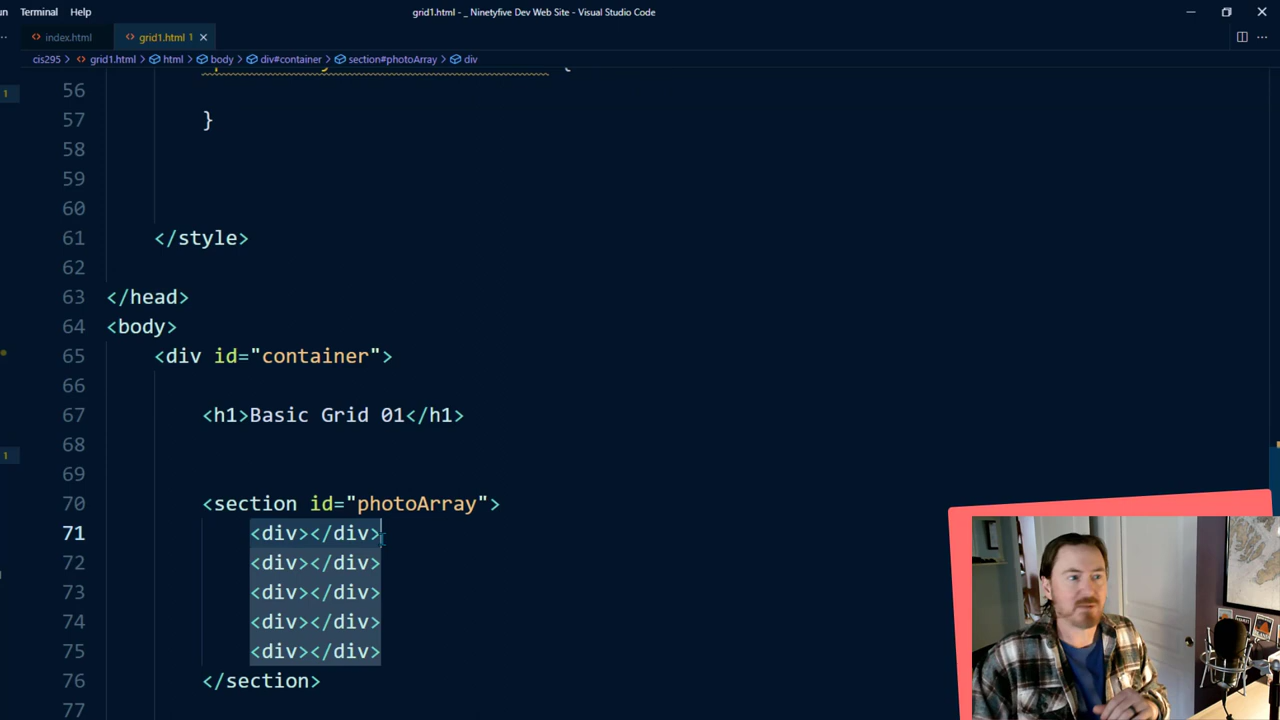 Terminal Help
grid1.html - _ Ninetyfive Dev Web Site - Visual Studio Code
index.html
grid1.html 1
cis295 > grid1.html > html > body > div#container > section#photoArray > div
{
56
57 }
58
59
60
61 </style>
62
63 </head>
64 <body>
65 <div id="container">
66
67 <h1>Basic Grid 01</h1>
68
69
70 <section id="photoArray">
71 <div></div>
72 <div></div>
73 <div></div>
74 <div></div>
75 <div></div>
76 </section>
77
1
1